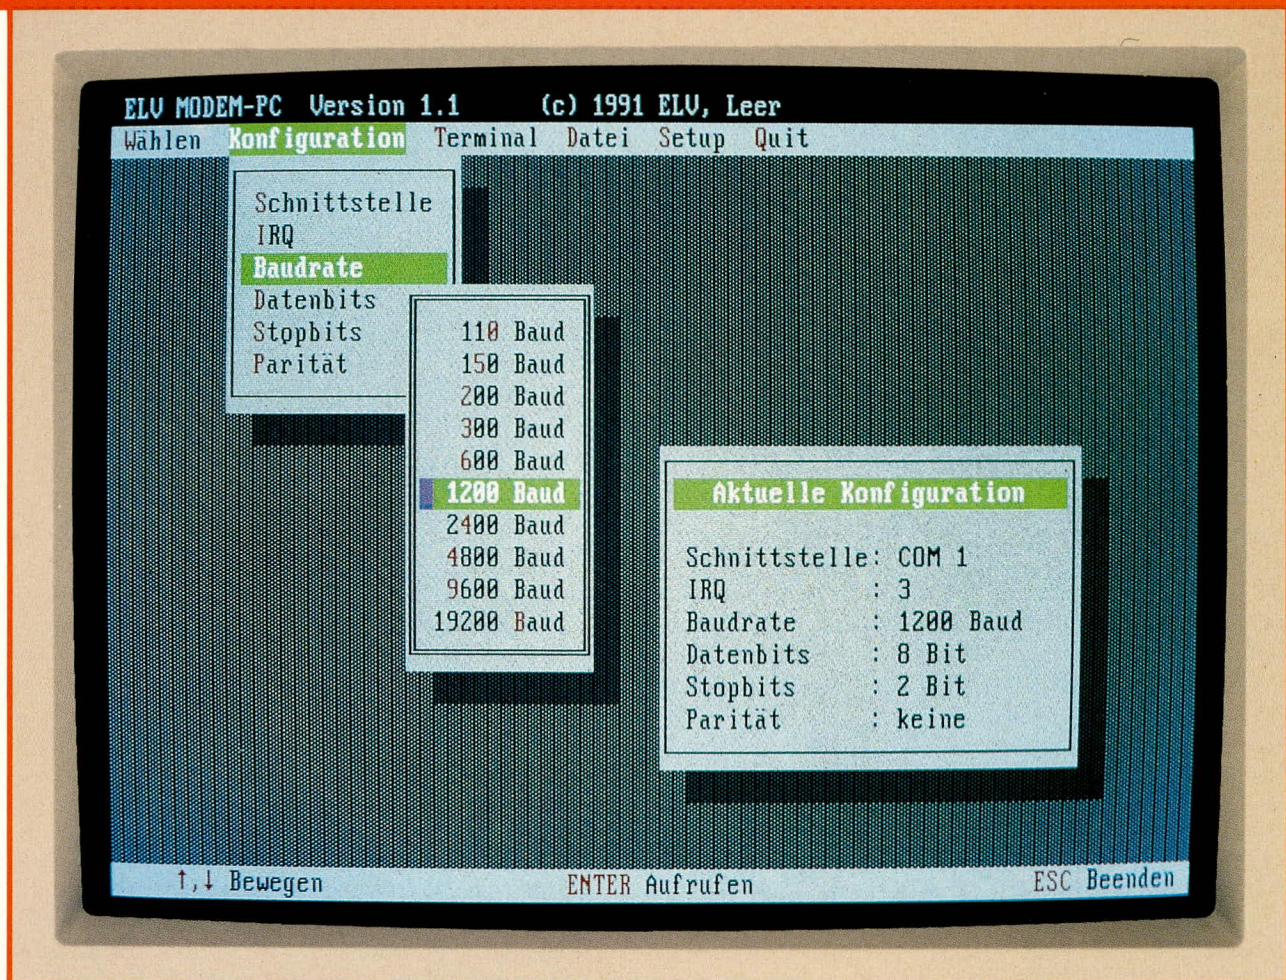 ELV MODEM-PC Version 1.1 (c) 1991 ELV, Leer
Wählen Konfiguration Terminal Datei Setup Quit
Schnittstelle
IRQ
Baudrate
Datenbits
Stopbits
Parität
110 Baud
150 Baud
200 Baud
300 Baud
600 Baud
1200 Baud
2400 Baud
4800 Baud
9600 Baud
19200 Baud
Aktuelle Konfiguration
Schnittstelle: COM 1
IRQ : 3
Baudrate : 1200 Baud
Datenbits : 8 Bit
Stopbits : 2 Bit
Parität : keine
↑,↓ Bewegen ENTER Aufrufen ESC Beenden